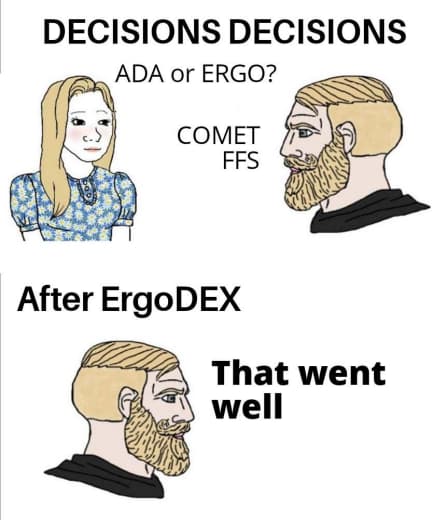 DECISIONS DECISIONS
ADA or ERGO?
COMET
FFS
After ErgoDEX
That went
well